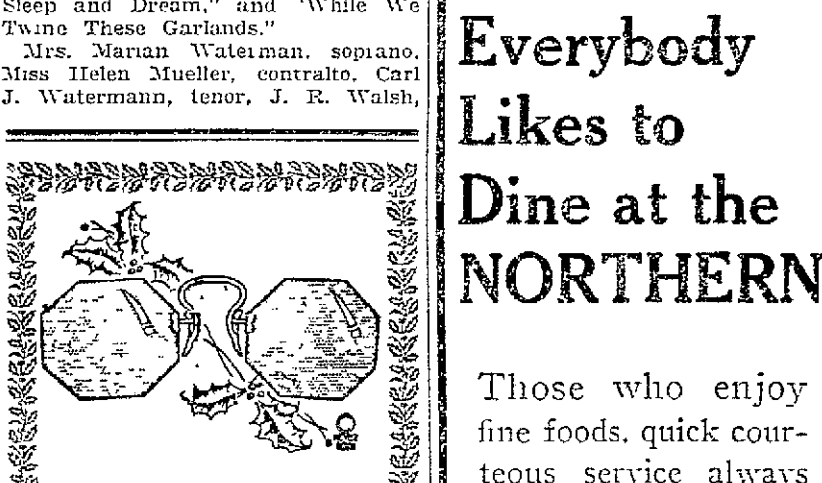 Sleep and Dream," and "While We
Twine These Garlands."
Mrs. Marian Waterman, soprano,
Miss Helen Mueller, contralto, Carl
J. Watermann, tenor, J. R. Walsh,
Everybody
Likes to
Dine at the
NORTHERN
Those who enjoy
fine foods, quick cour-
teous service always